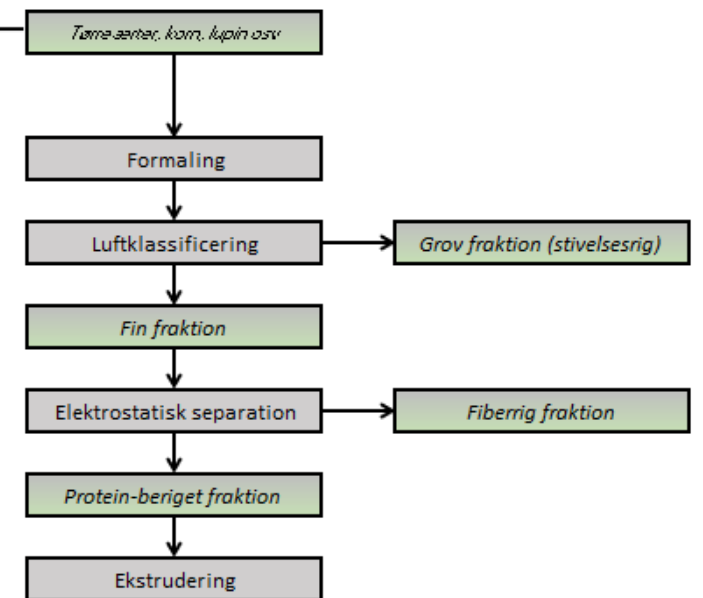 Tørre ærter, korn, lupin osv
Formaling
Luftklassificering
Grov fraktion (stivelsesrig)
Fin fraktion
Elektrostatisk separation
Fiberrig fraktion
Protein-beriget fraktion
Ekstrudering